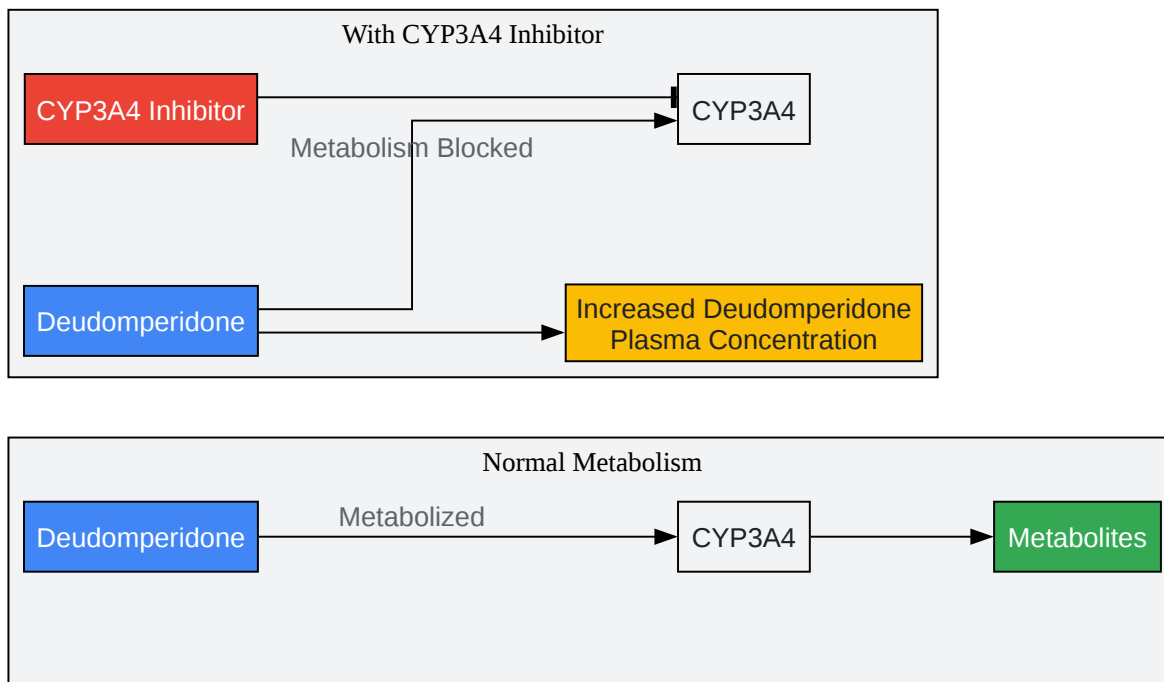 With CYP3A4 Inhibitor
CYP3A4 Inhibitor
CYP3A4
Metabolism Blocked
Deudomperidone
Increased Deudomperidone
Plasma Concentration
Normal Metabolism
Deudomperidone
Metabolized
CYP3A4
Metabolites